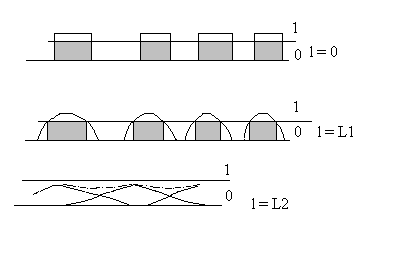 1
0 l = 0
1
0 l = L1
1
0
l = L2